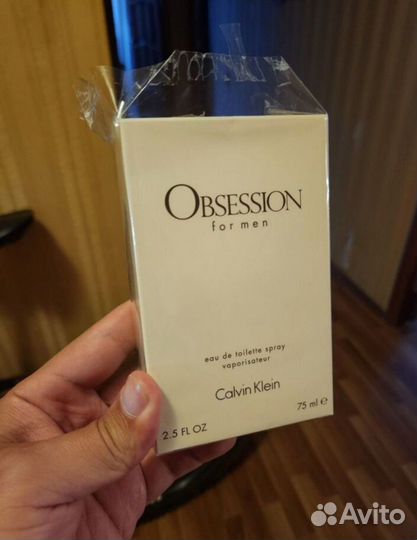 OBSESSION
for men
eau de toilette spray
vaporisateur
Calvin Klein
2.5 FL OZ
75 ml e
Avito